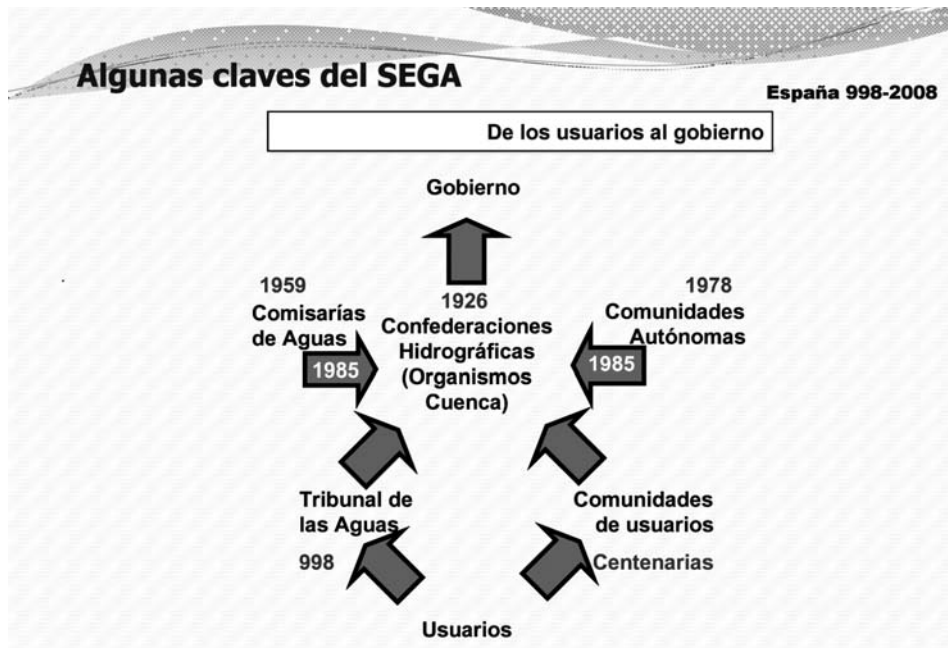 Algunas claves del SEGA
España 998-2008
De los usuarios al gobierno
Gobierno
1959
Comisarías
de Aguas
1985
1926
Confederaciones
Hidrográficas
(Organismos
Cuenca)
1978
Comunidades
Autónomas
1985
Tribunal de
las Aguas
998
Comunidades
de usuarios
Centenarias
Usuarios